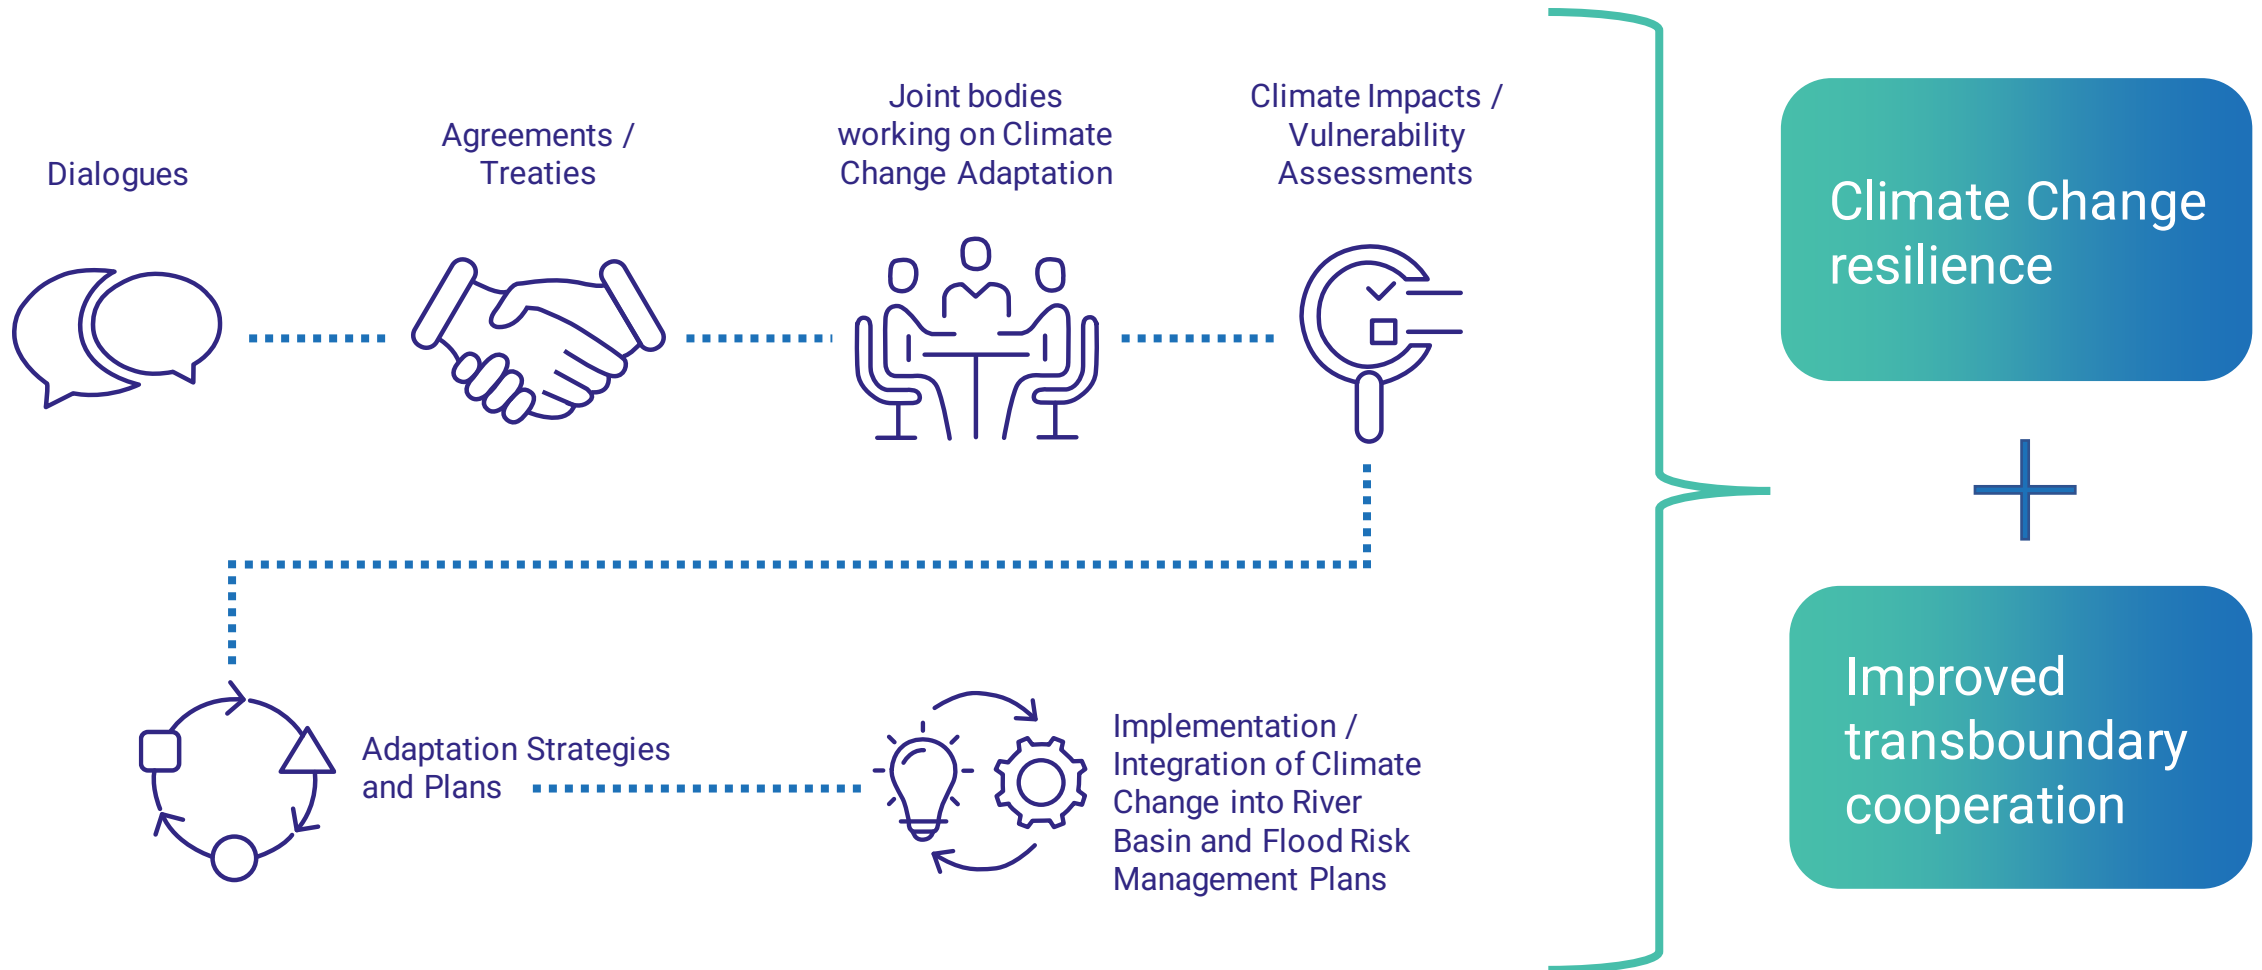 Dialogues
Agreements /
Treaties
Joint bodies
working on Climate
Change Adaptation
Climate Impacts /
Vulnerability
Assessments
Adaptation Strategies
and Plans
Implementation /
Integration of Climate
Change into River
Basin and Flood Risk
Management Plans
Climate Change
resilience
Improved
transboundary
cooperation